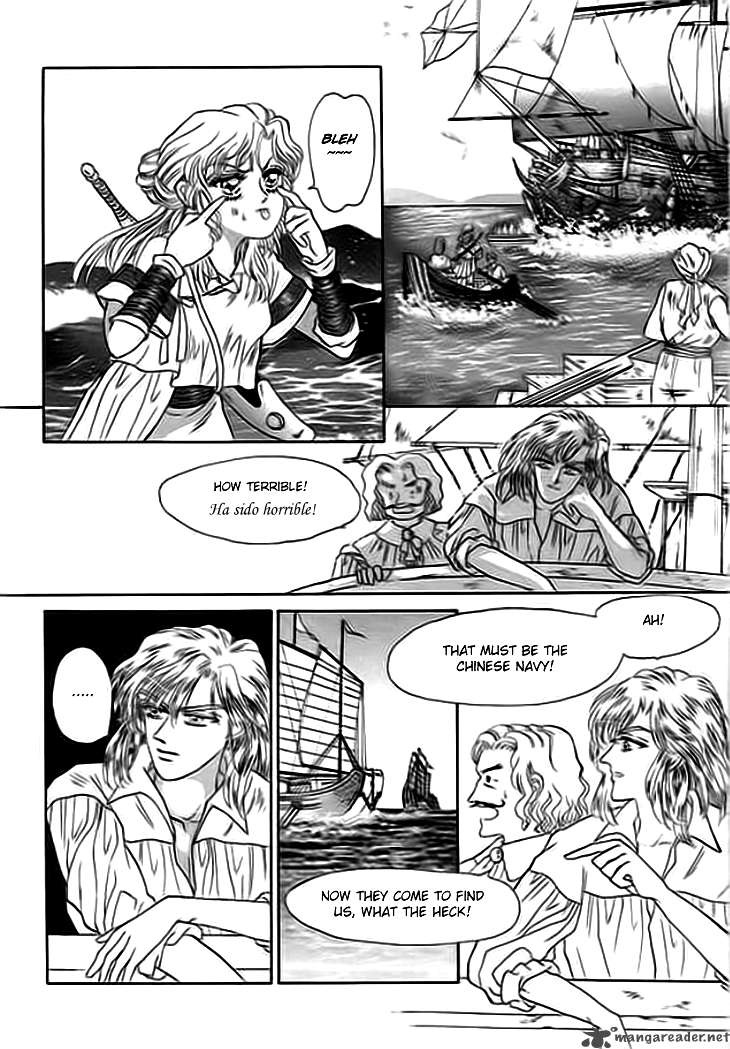 BLEH
~~~
HOW TERRIBLE!
Ha sido horrible!
.....
AH!
THAT MUST BE THE
CHINESE NAVY!
NOW THEY COME TO FIND
US, WHAT THE HECK!
mangareader.net